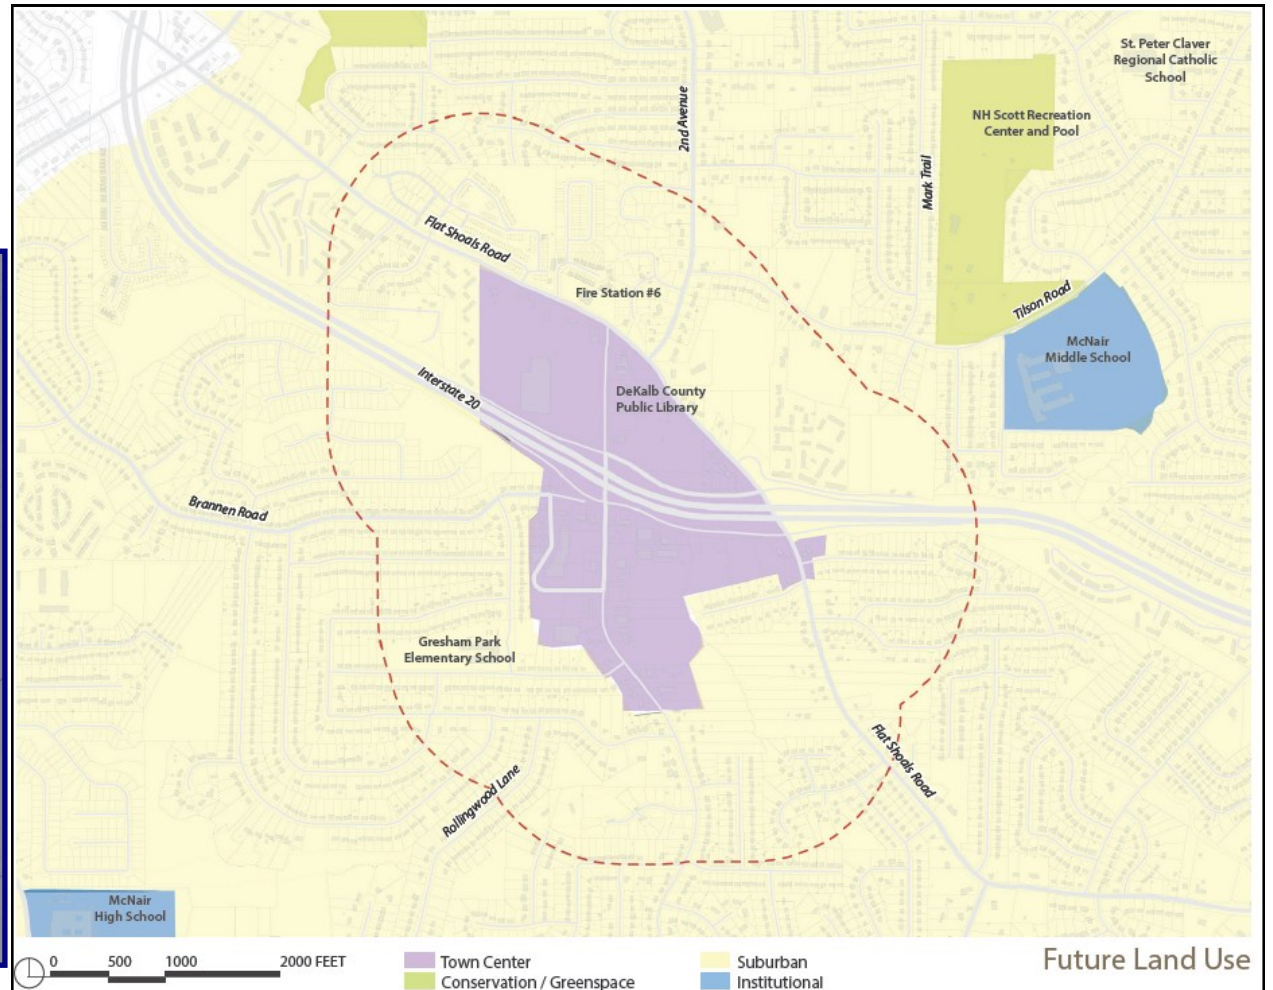 St. Peter Claver
Regional Catholic
School
2nd Avenue
NH Scott Recreation
Center and Pool
Mark Trail
Flat Shoals Road
Fire Station #6
Tilson Road
McNair
Middle School
Interstate 20
DeKalb County
Public Library
Brannen Road
Gresham Park
Elementary School
Flat Shoals Road
Rollingwood Lane
McNair
High School
0 500 1000 2000 FEET
Town Center
Conservation / Greenspace
Suburban
Institutional
Future Land Use